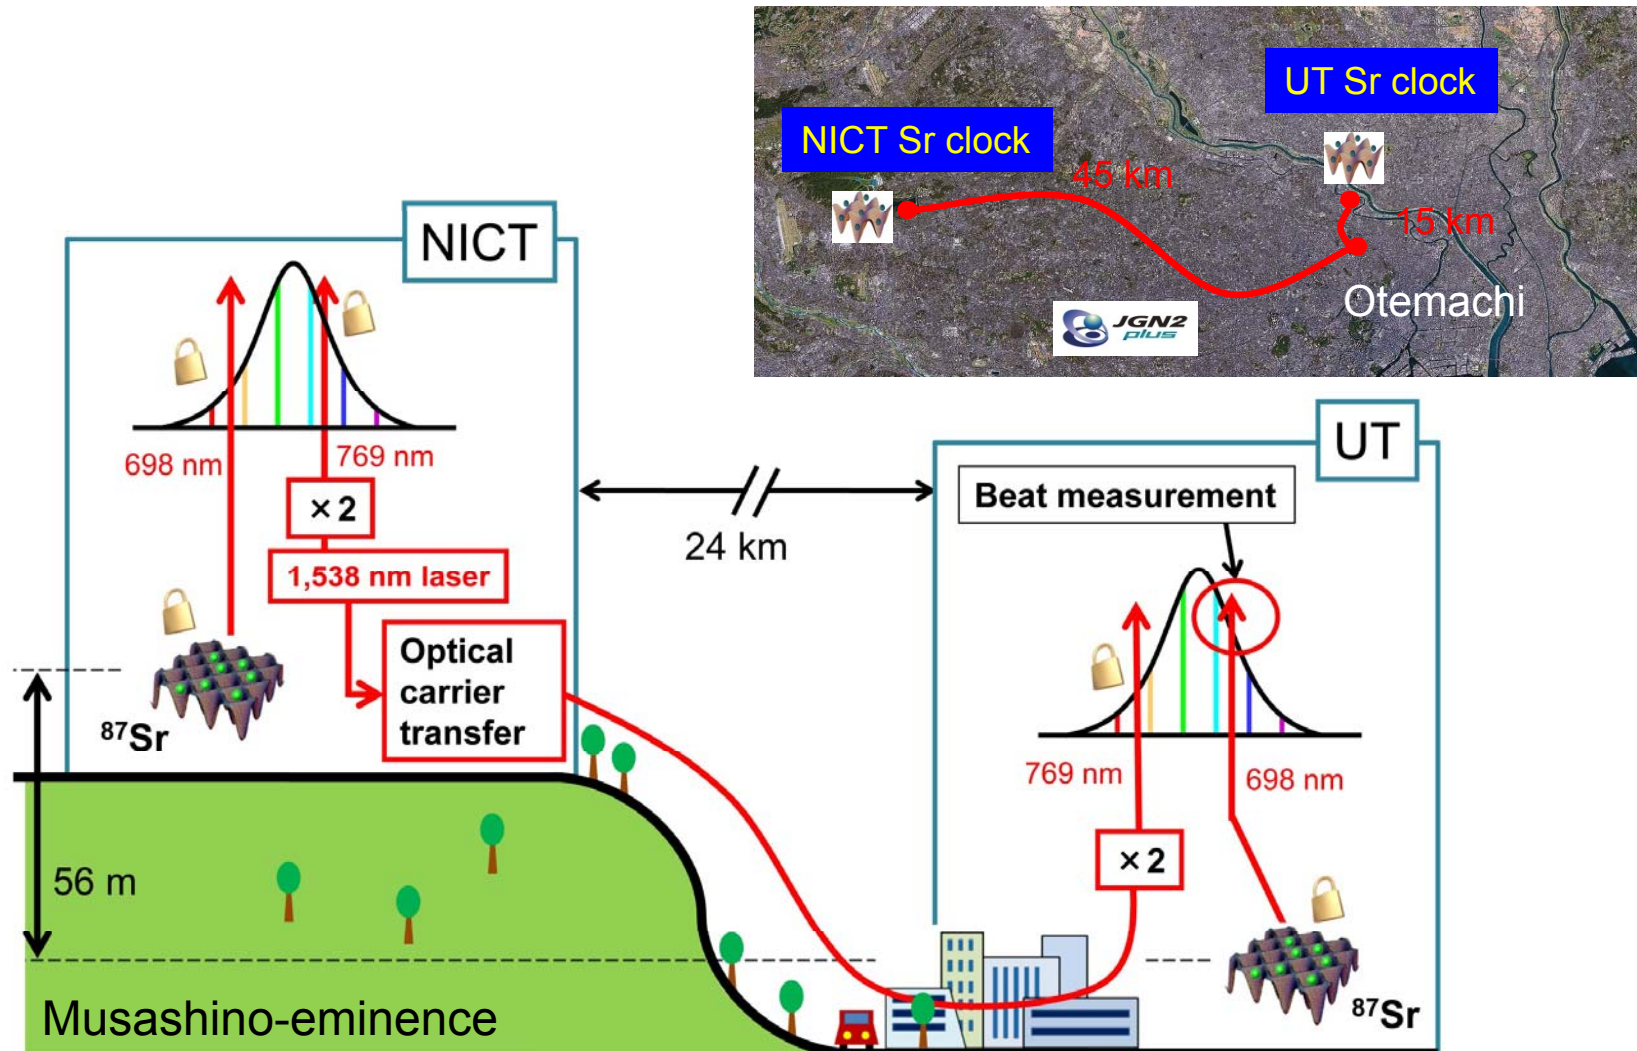 NICT Sr clock
UT Sr clock
45 km
15 km
Otemachi
JGN2
plus
NICT
698 nm
769 nm
×2
1,538 nm laser
Optical
carrier
transfer
87Sr
56 m
Musashino-eminence
24 km
UT
Beat measurement
769 nm
698 nm
×2
87Sr